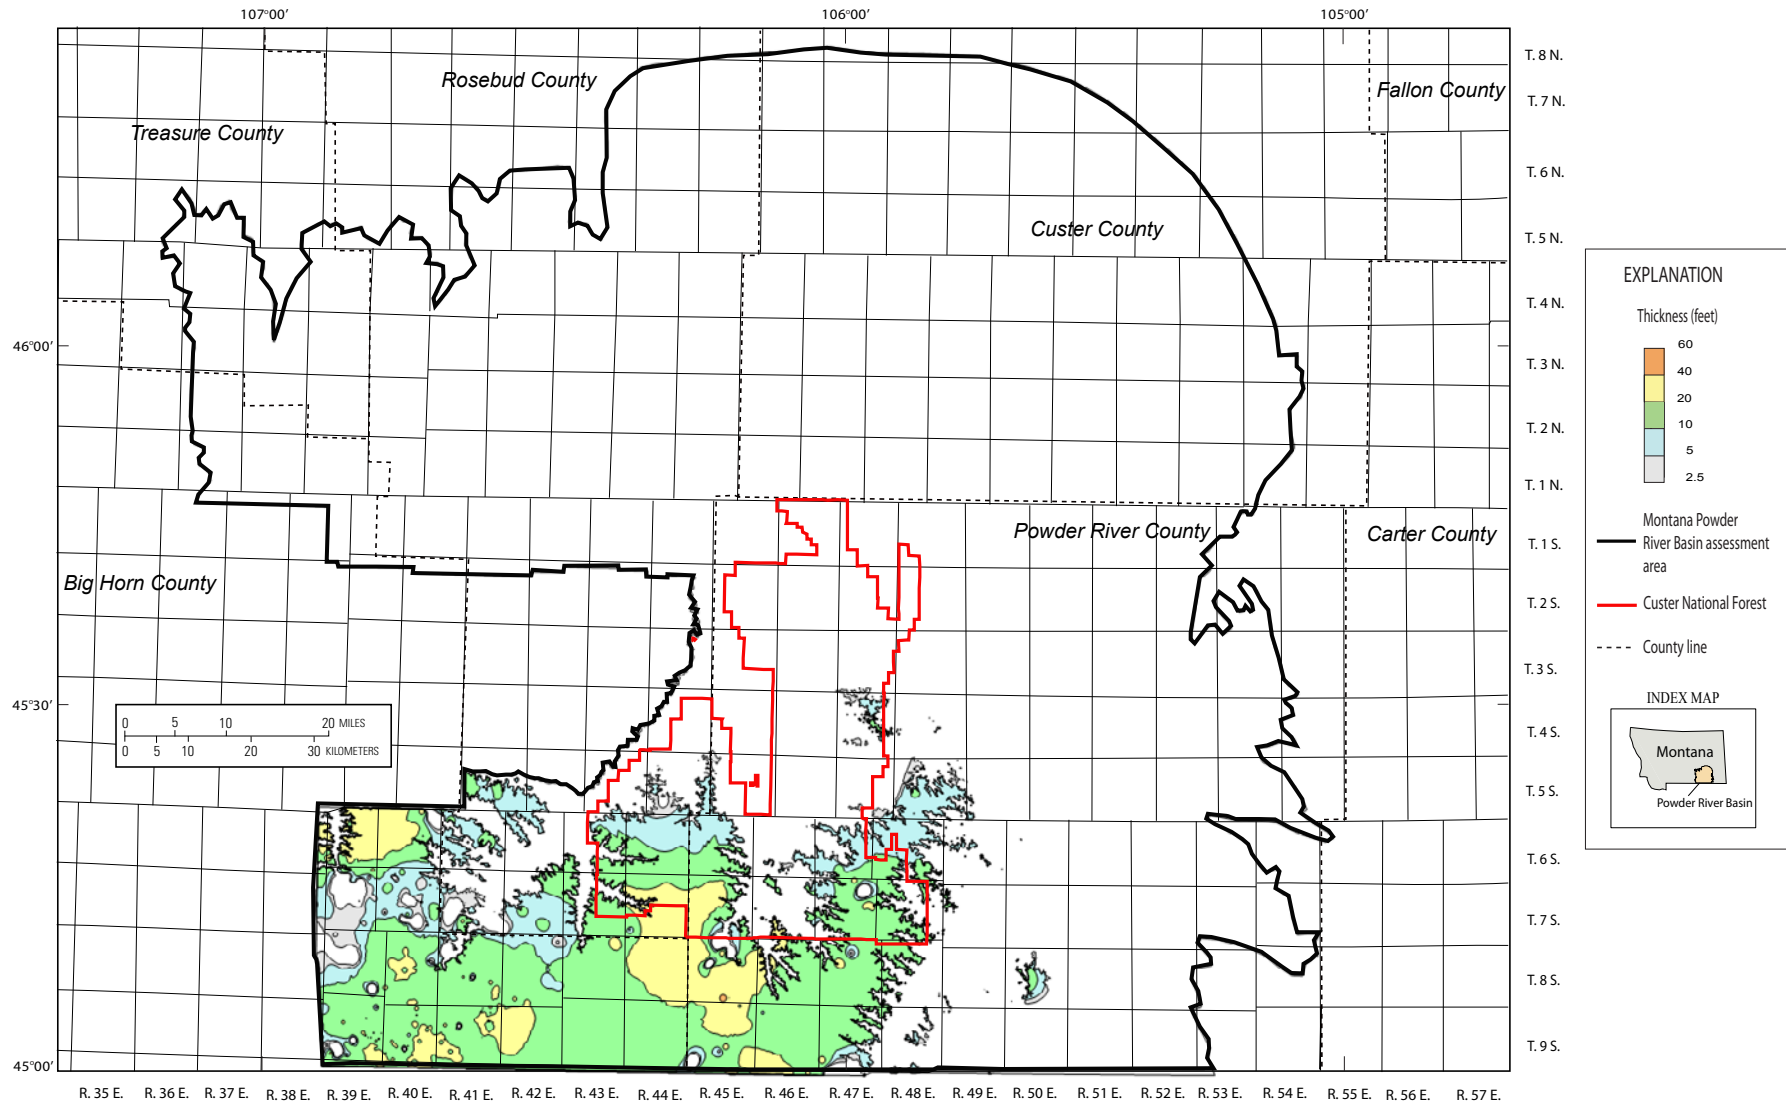 107°00'
106°00'
105°00'
Rosebud County
Fallon County
Treasure County
Custer County
Powder River County
Carter County
Big Horn County
46°00'
45°30'
45°00'
T. 8 N.
T. 7 N.
T. 6 N.
T. 5 N.
T. 4 N.
T. 3 N.
T. 2 N.
T. 1 N.
T. 1 S.
T. 2 S.
T. 3 S.
T. 4 S.
T. 5 S.
T. 6 S.
T. 7 S.
T. 8 S.
T. 9 S.
0 5 10 20 MILES
0 5 10 20 30 KILOMETERS
R. 35 E. R. 36 E. R. 37 E. R. 38 E. R. 39 E. R. 40 E. R. 41 E. R. 42 E. R. 43 E. R. 44 E. R. 45 E. R. 46 E. R. 47 E. R. 48 E. R. 49 E. R. 50 E. R. 51 E. R. 52 E. R. 53 E. R. 54 E. R. 55 E. R. 56 E. R. 57 E.
EXPLANATION
Thickness (feet)
60
40
20
10
5
2.5
Montana Powder
River Basin assessment
area
Custer National Forest
County line
INDEX MAP
Montana
Powder River Basin